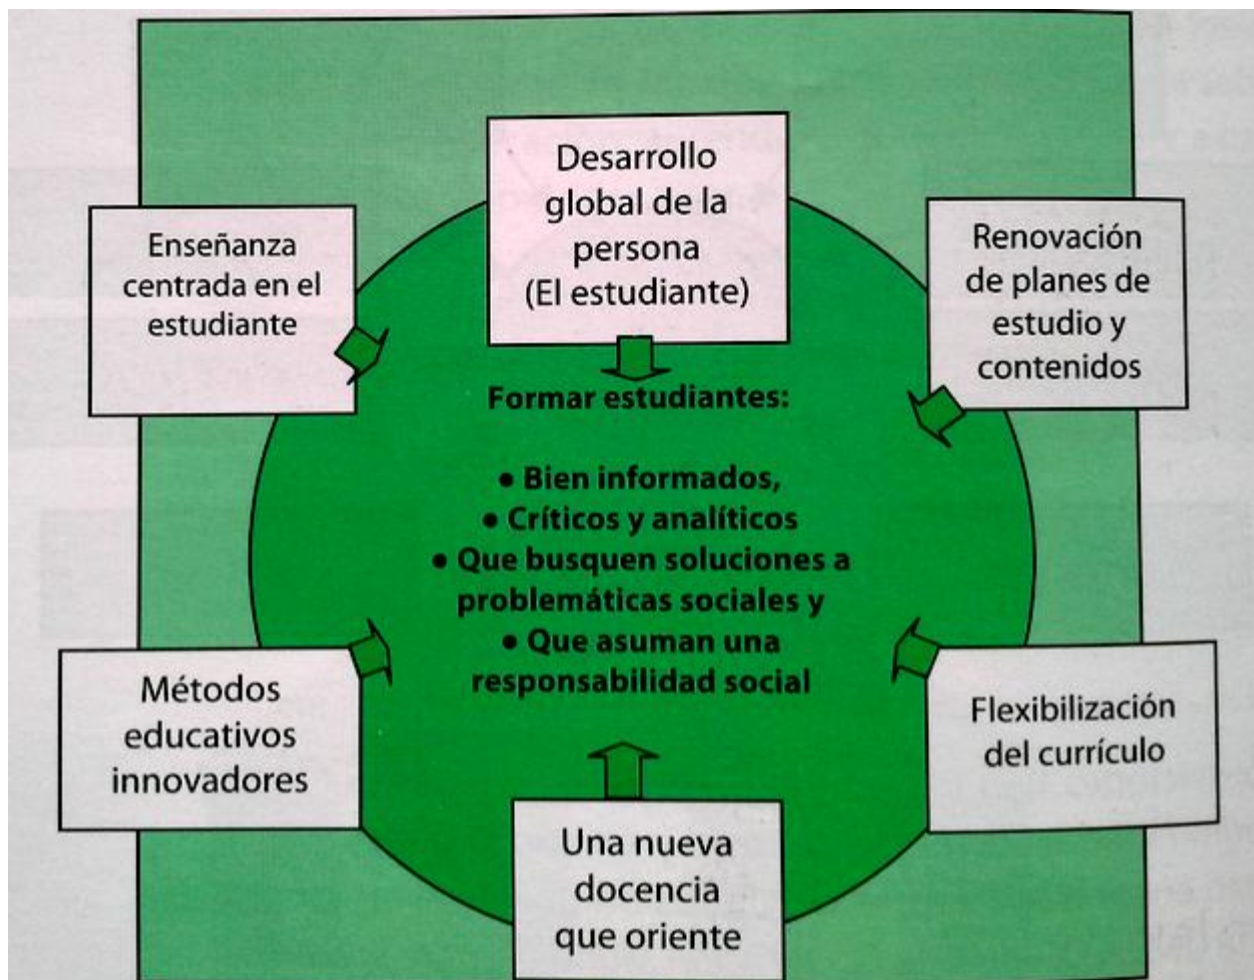 Desarrollo
global de la
persona
(El estudiante)
Enseñanza
centrada en el
estudiante
Renovación
de planes de
estudio y
contenidos
Formar estudiantes:
● Bien informados,
● Críticos y analíticos
● Que busquen soluciones a
problemáticas sociales y
● Que asuman una
responsabilidad social
Métodos
educativos
innovadores
Flexibilización
del currículo
Una nueva
docencia
que oriente